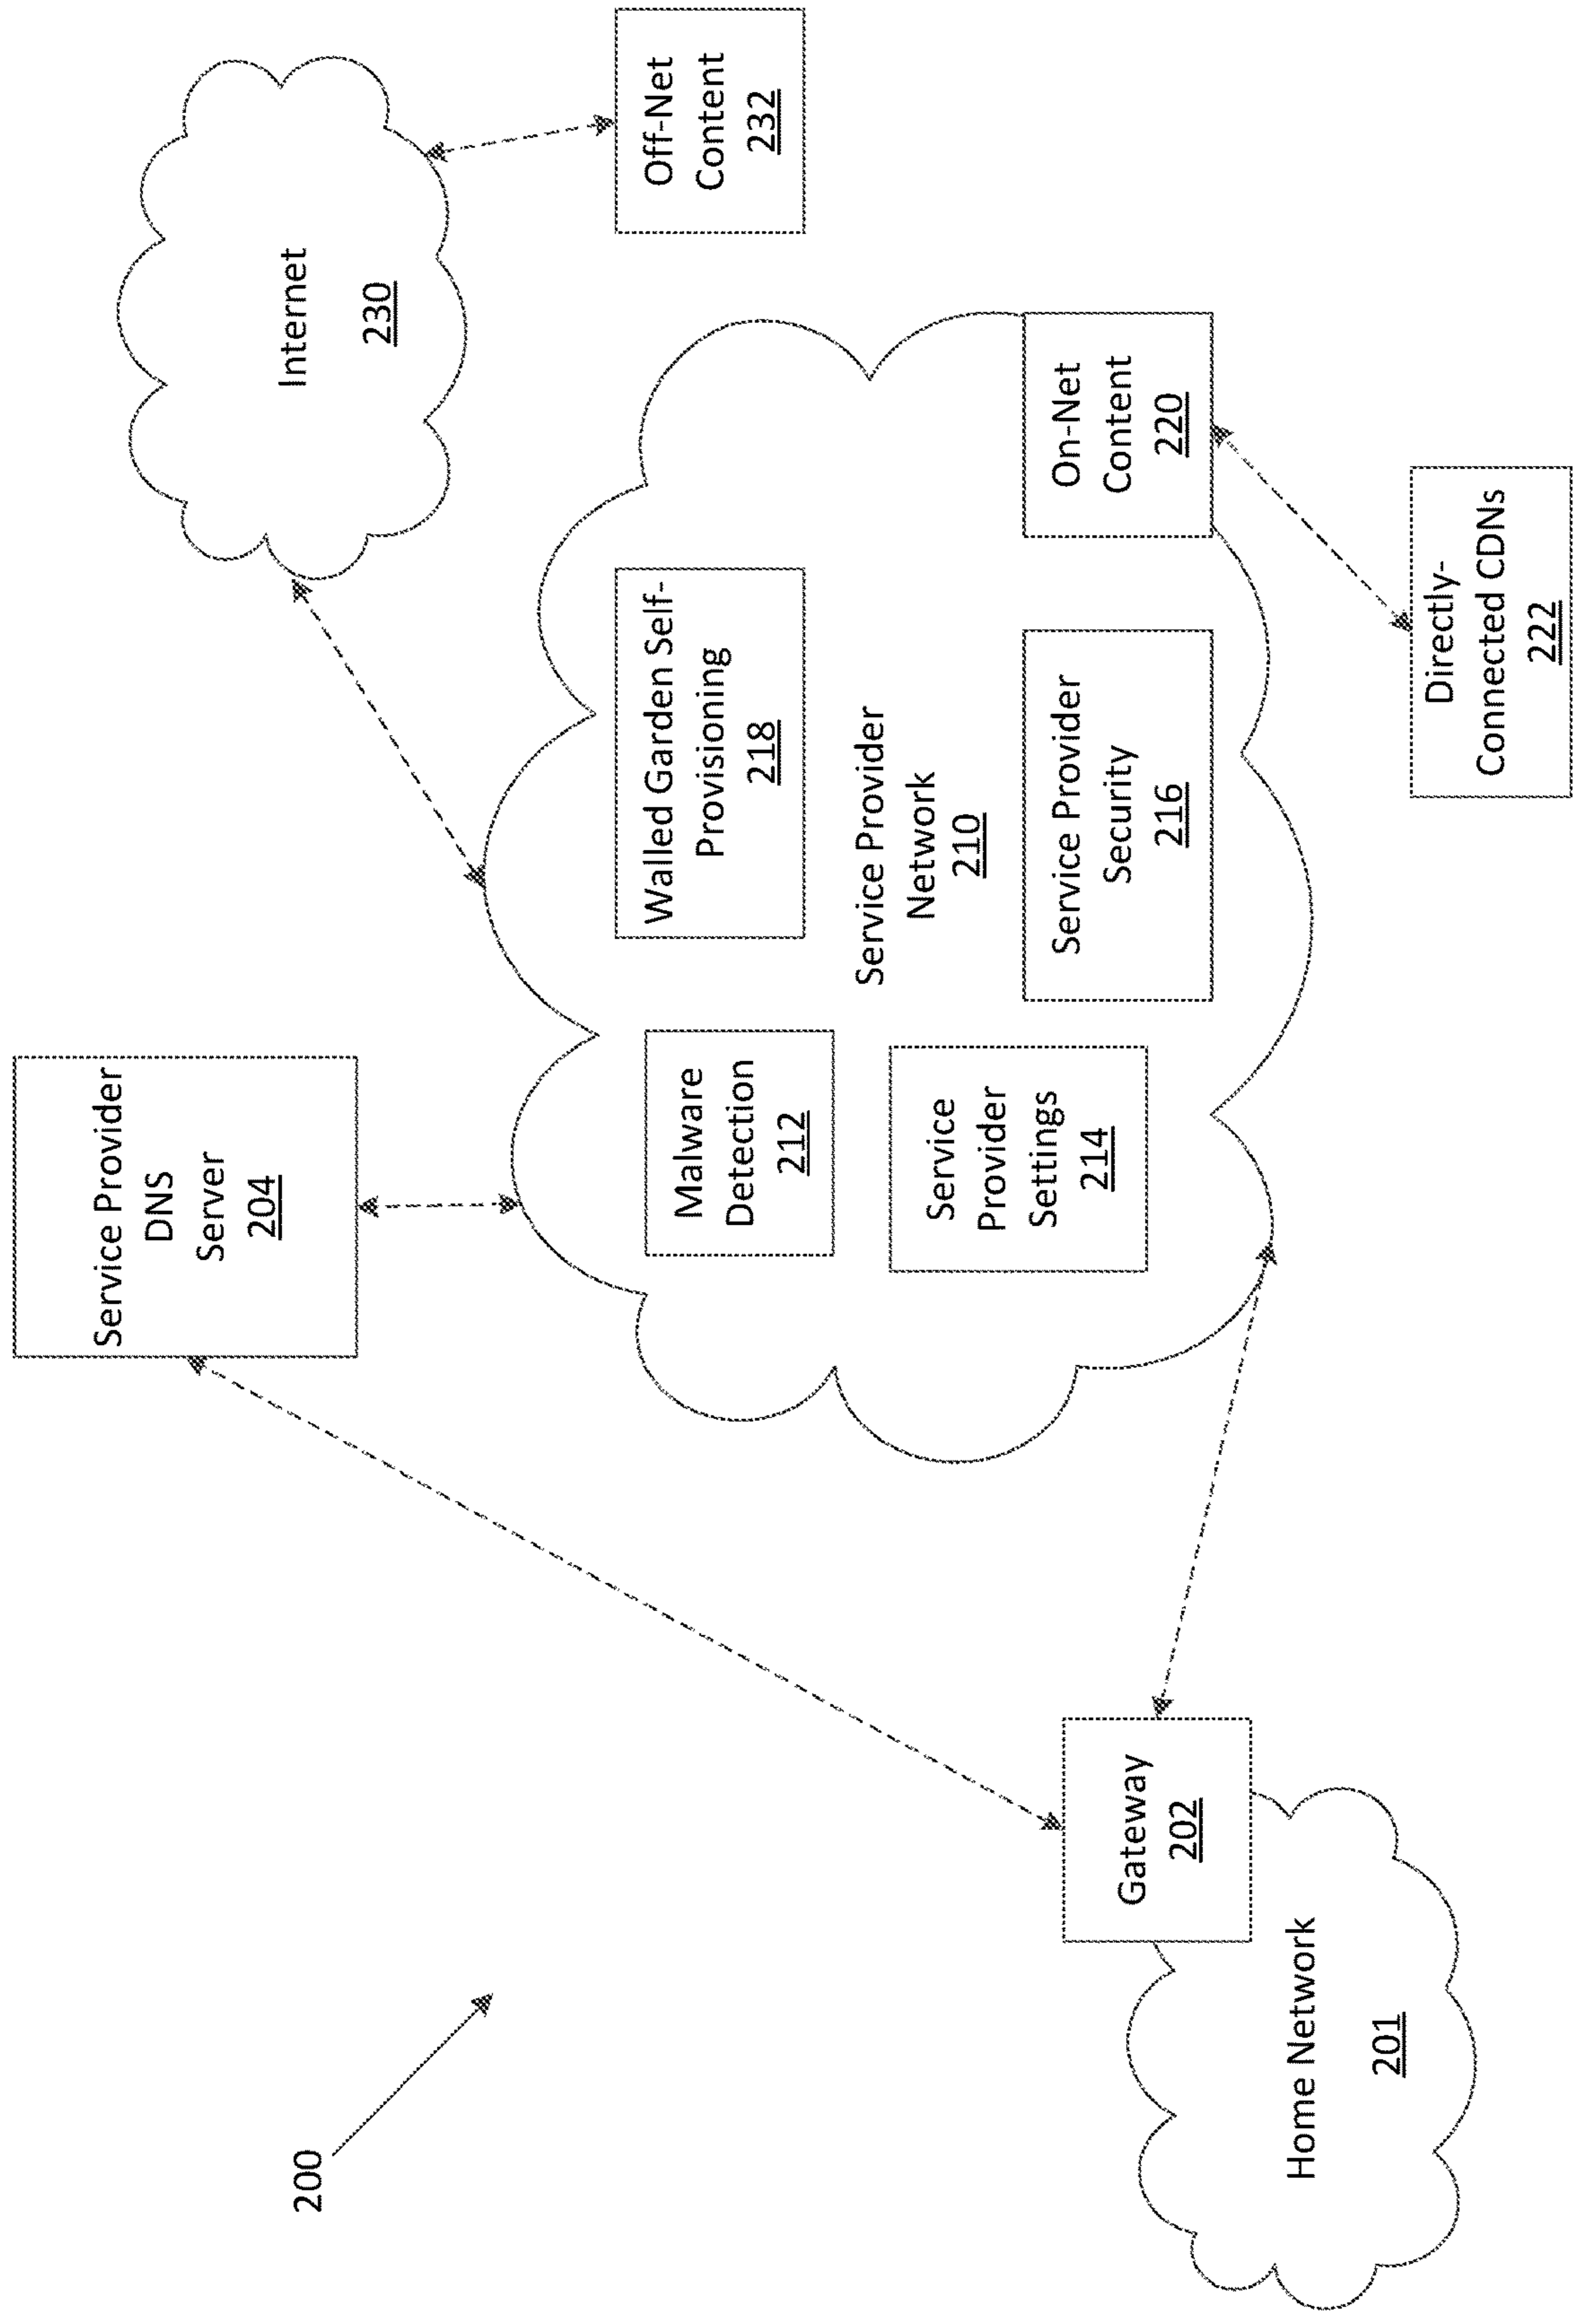 200
Home Network
201
Gateway
202
Service Provider
DNS
Server
204
Malware
Detection
212
Service
Provider
Settings
214
Walled Garden Self-
Provisioning
218
Service Provider
Network
210
Service Provider
Security
216
On-Net
Content
220
Directly-
Connected CDNs
222
Internet
230
Off-Net
Content
232